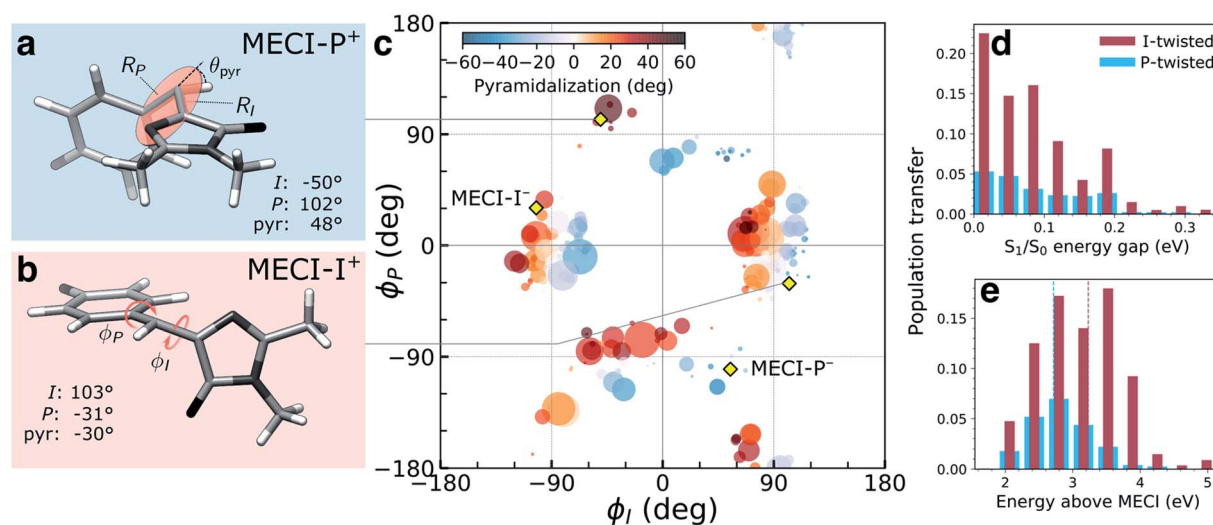 a
MECI-P⁺
R_P
θ_pyr
R_I
I: -50°
P: 102°
pyr: 48°
b
MECI-I⁺
ϕ_P
ϕ_I
I: 103°
P: -31°
pyr: -30°
c
180
90
0
−90
−180
ϕ_P (deg)
−60 −40 −20 0 20 40 60
Pyramidalization (deg)
MECI-I⁻
MECI-P⁻
−180 −90 0 90 180
ϕ_I (deg)
d
I-twisted
P-twisted
0.20
0.15
0.10
0.05
0.00
0.0 0.1 0.2 0.3
S₁/S₀ energy gap (eV)
Population transfer
e
0.15
0.10
0.05
0.00
2 3 4 5
Energy above MECI (eV)